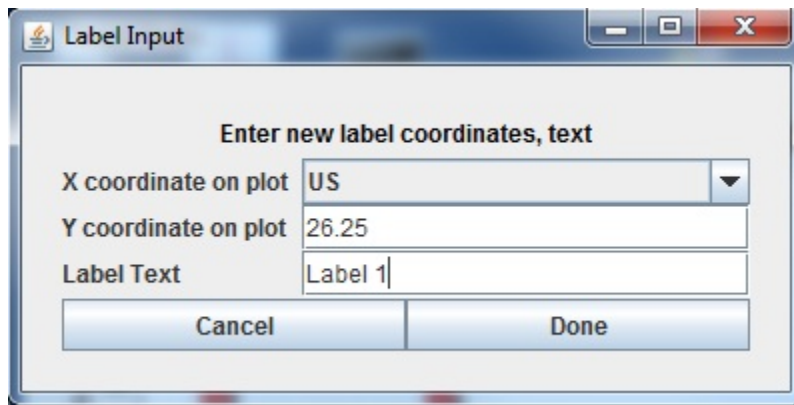 Label Input
Enter new label coordinates, text
X coordinate on plot US
Y coordinate on plot 26.25
Label Text Label 1
Cancel Done